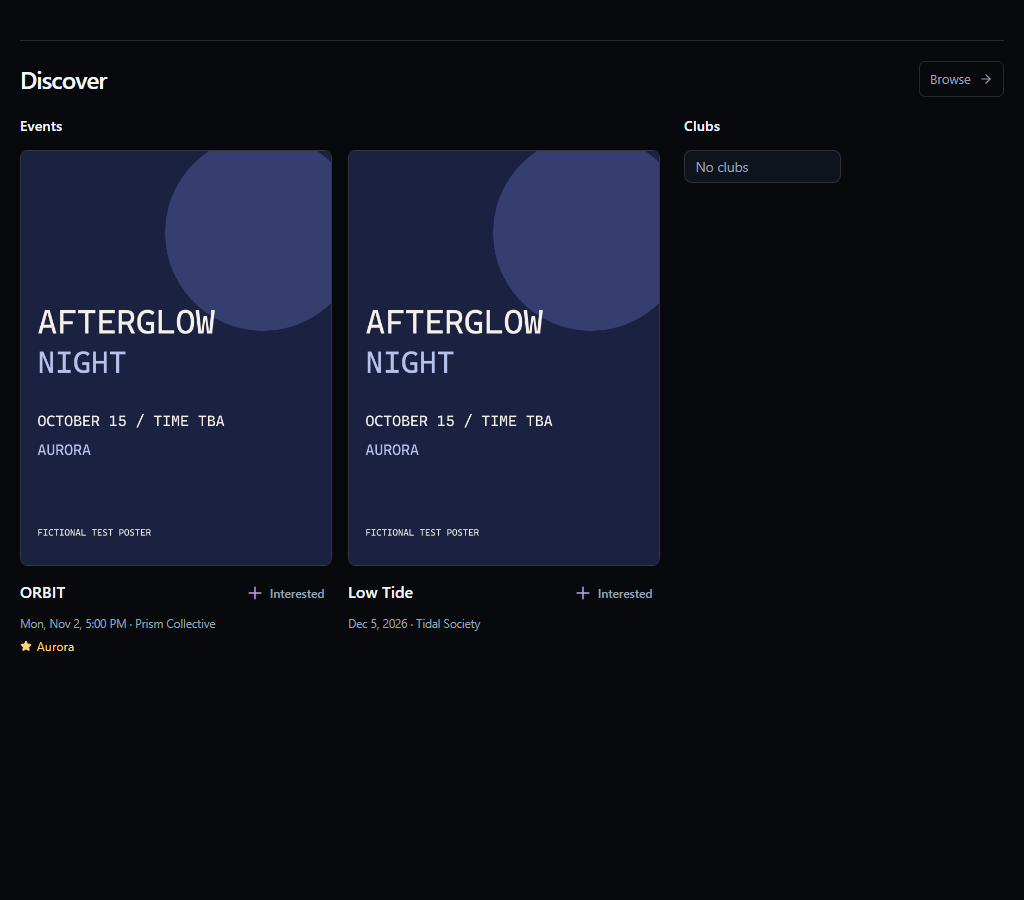 Discover
Browse
Events
Clubs
AFTERGLOW
NIGHT
OCTOBER 15 / TIME TBA
AURORA
FICTIONAL TEST POSTER
AFTERGLOW
NIGHT
OCTOBER 15 / TIME TBA
AURORA
FICTIONAL TEST POSTER
No clubs
ORBIT
Interested
Mon, Nov 2, 5:00 PM · Prism Collective
Aurora
Low Tide
Interested
Dec 5, 2026 · Tidal Society